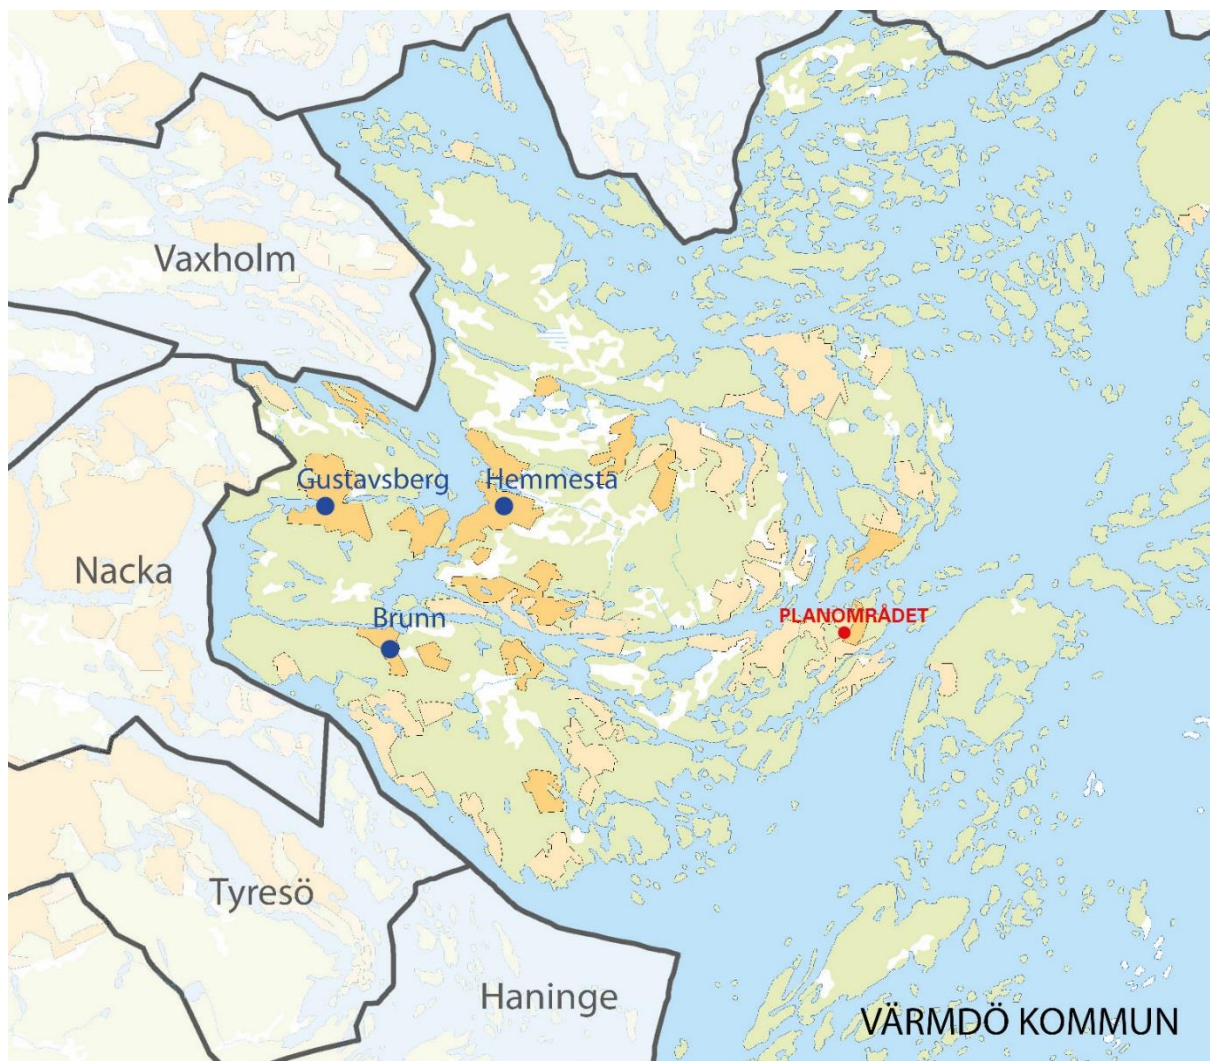 Vaxholm
Gustavsberg
Hemmesta
Nacka
Brunn
PLANOMRÅDET
Tyresö
Haninge
VÄRMDÖ KOMMUN